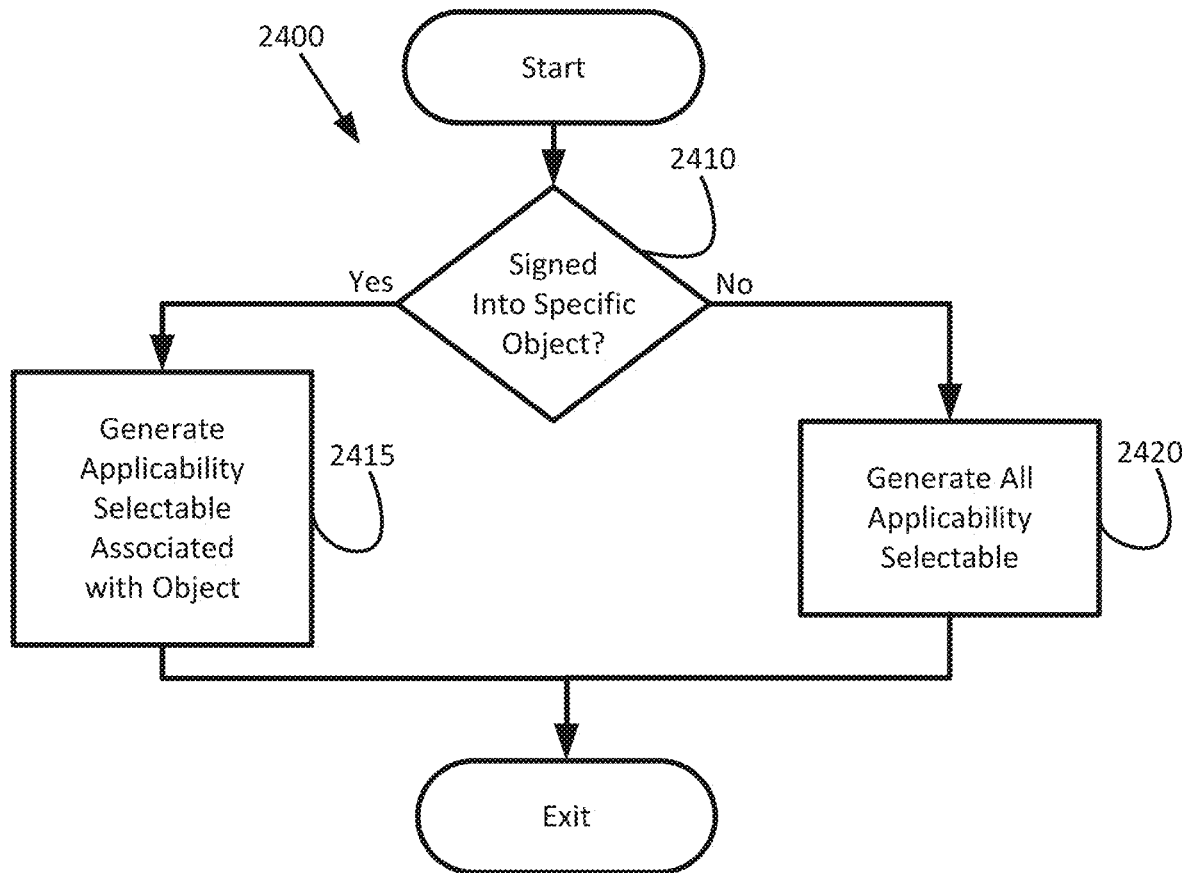 2400
Start
2410
Signed
Into Specific
Object?
Yes
No
Generate
Applicability
Selectable
Associated
with Object
2415
Generate All
Applicability
Selectable
2420
Exit